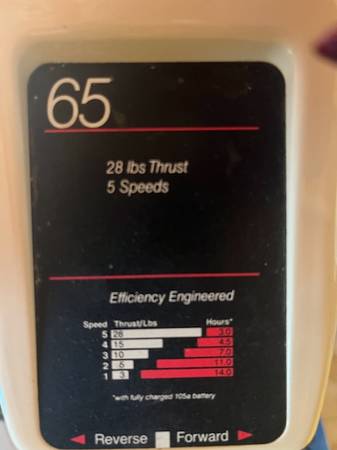 65
28 lbs Thrust
5 Speeds
Efficiency Engineered
Speed Thrust/Lbs Hours*
5 28 3.0
4 15 4.5
3 10 7.0
2 5 11.0
1 3 14.0
*with fully charged 105a battery
Reverse Forward